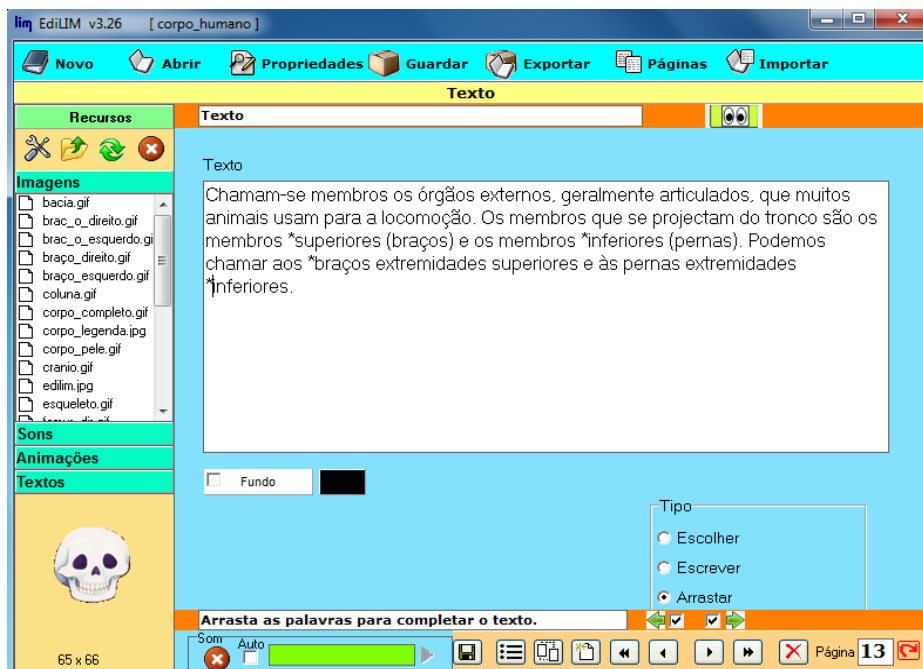 lim EdiLIM v3.26 [ corpo_humano ]
Novo Abrir Propriedades Guardar Exportar Páginas Importar
Texto
Recursos
Texto
Imagens
bacia.gif
brac_o_direito.gif
brac_o_esquerdo.gi
braço_direito.gif
braço_esquerdo.gif
coluna.gif
corpo_completo.gif
corpo_legenda.jpg
corpo_pele.gif
cranio.gif
edilim.jpg
esqueleto.gif
Sons
Animações
Textos
65 x 66
Texto
Chamam-se membros os órgãos externos, geralmente articulados, que muitos
animais usam para a locomoção. Os membros que se projectam do tronco são os
membros *superiores (braços) e os membros *inferiores (pernas). Podemos
chamar aos *braços extremidades superiores e às pernas extremidades
*inferiores.
Fundo
Tipo
Escolher
Escrever
Arrastar
Arrasta as palavras para completar o texto.
Som
Auto
Página 13